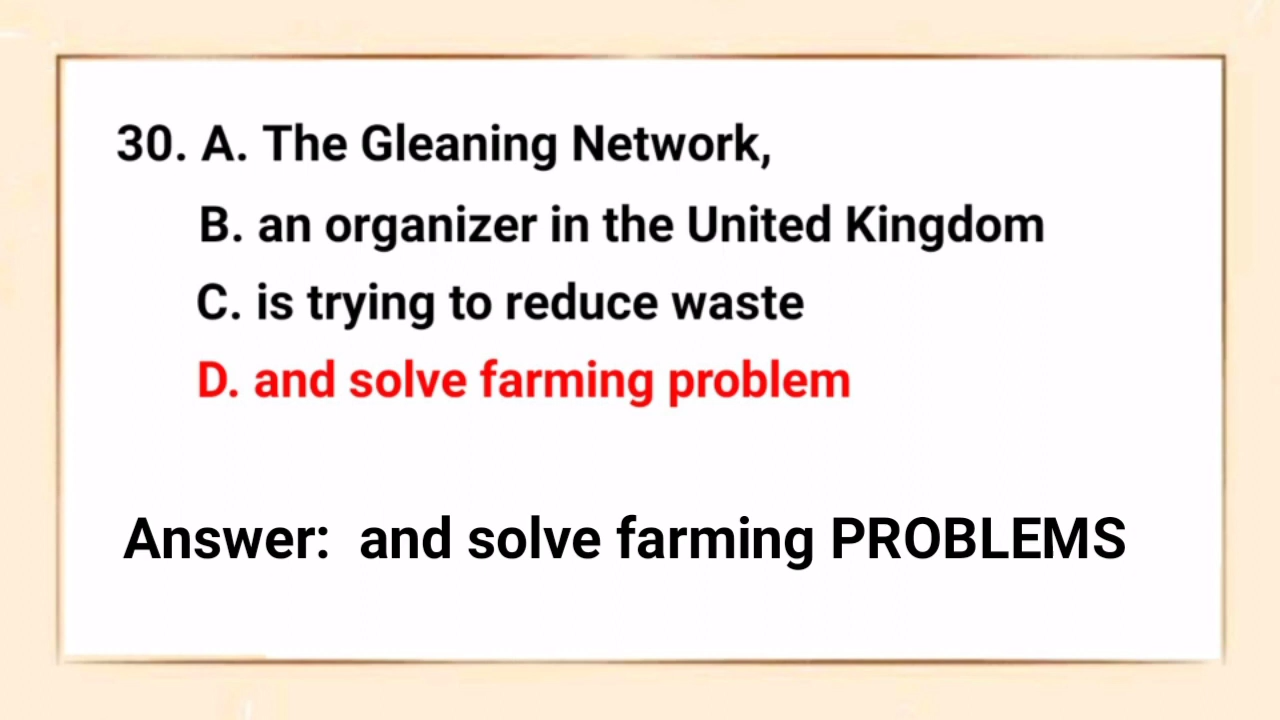 30. A. The Gleaning Network,
B. an organizer in the United Kingdom
C. is trying to reduce waste
D. and solve farming problem
Answer: and solve farming PROBLEMS